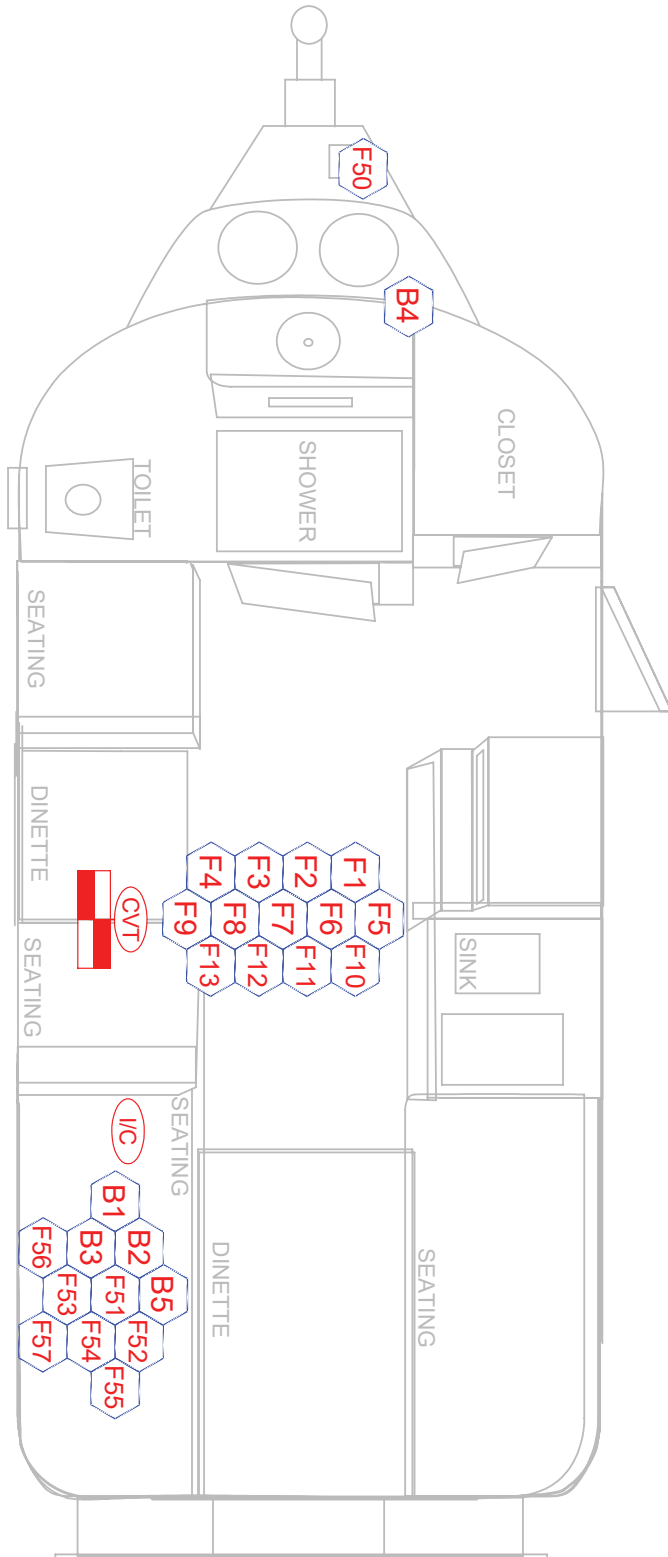 F50
B4
CLOSET
SHOWER
TOILET
SEATING
DINETTE
F1
F2
F3
F4
F5
F6
F7
F8
F9
F10
F11
F12
F13
CVT
SINK
SEATING
I/C
SEATING
B1
B2
B3
F56
B5
F51
F53
F52
F54
F57
F55
DINETTE
SEATING